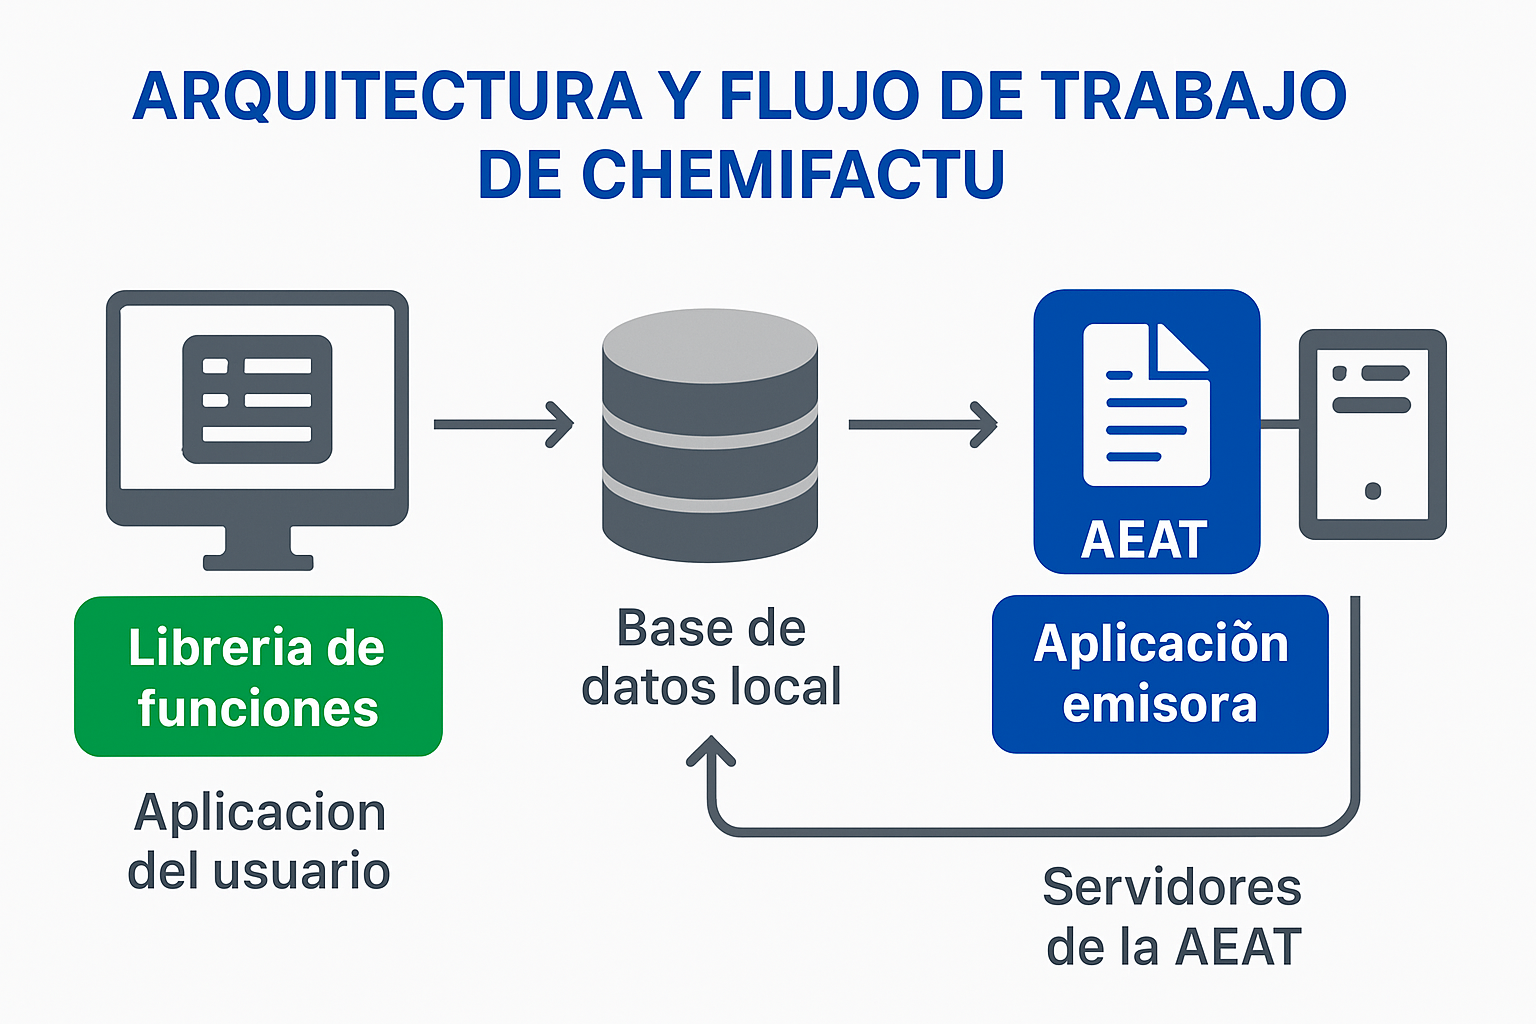 ARQUITECTURA Y FLUJO DE TRABAJO
DE CHEMIFACTU
Libreria de
funciones
Aplicacion
del usuario
Base de
datos local
AEAT
Aplicaciõn
emisora
Servidores
de la AEAT